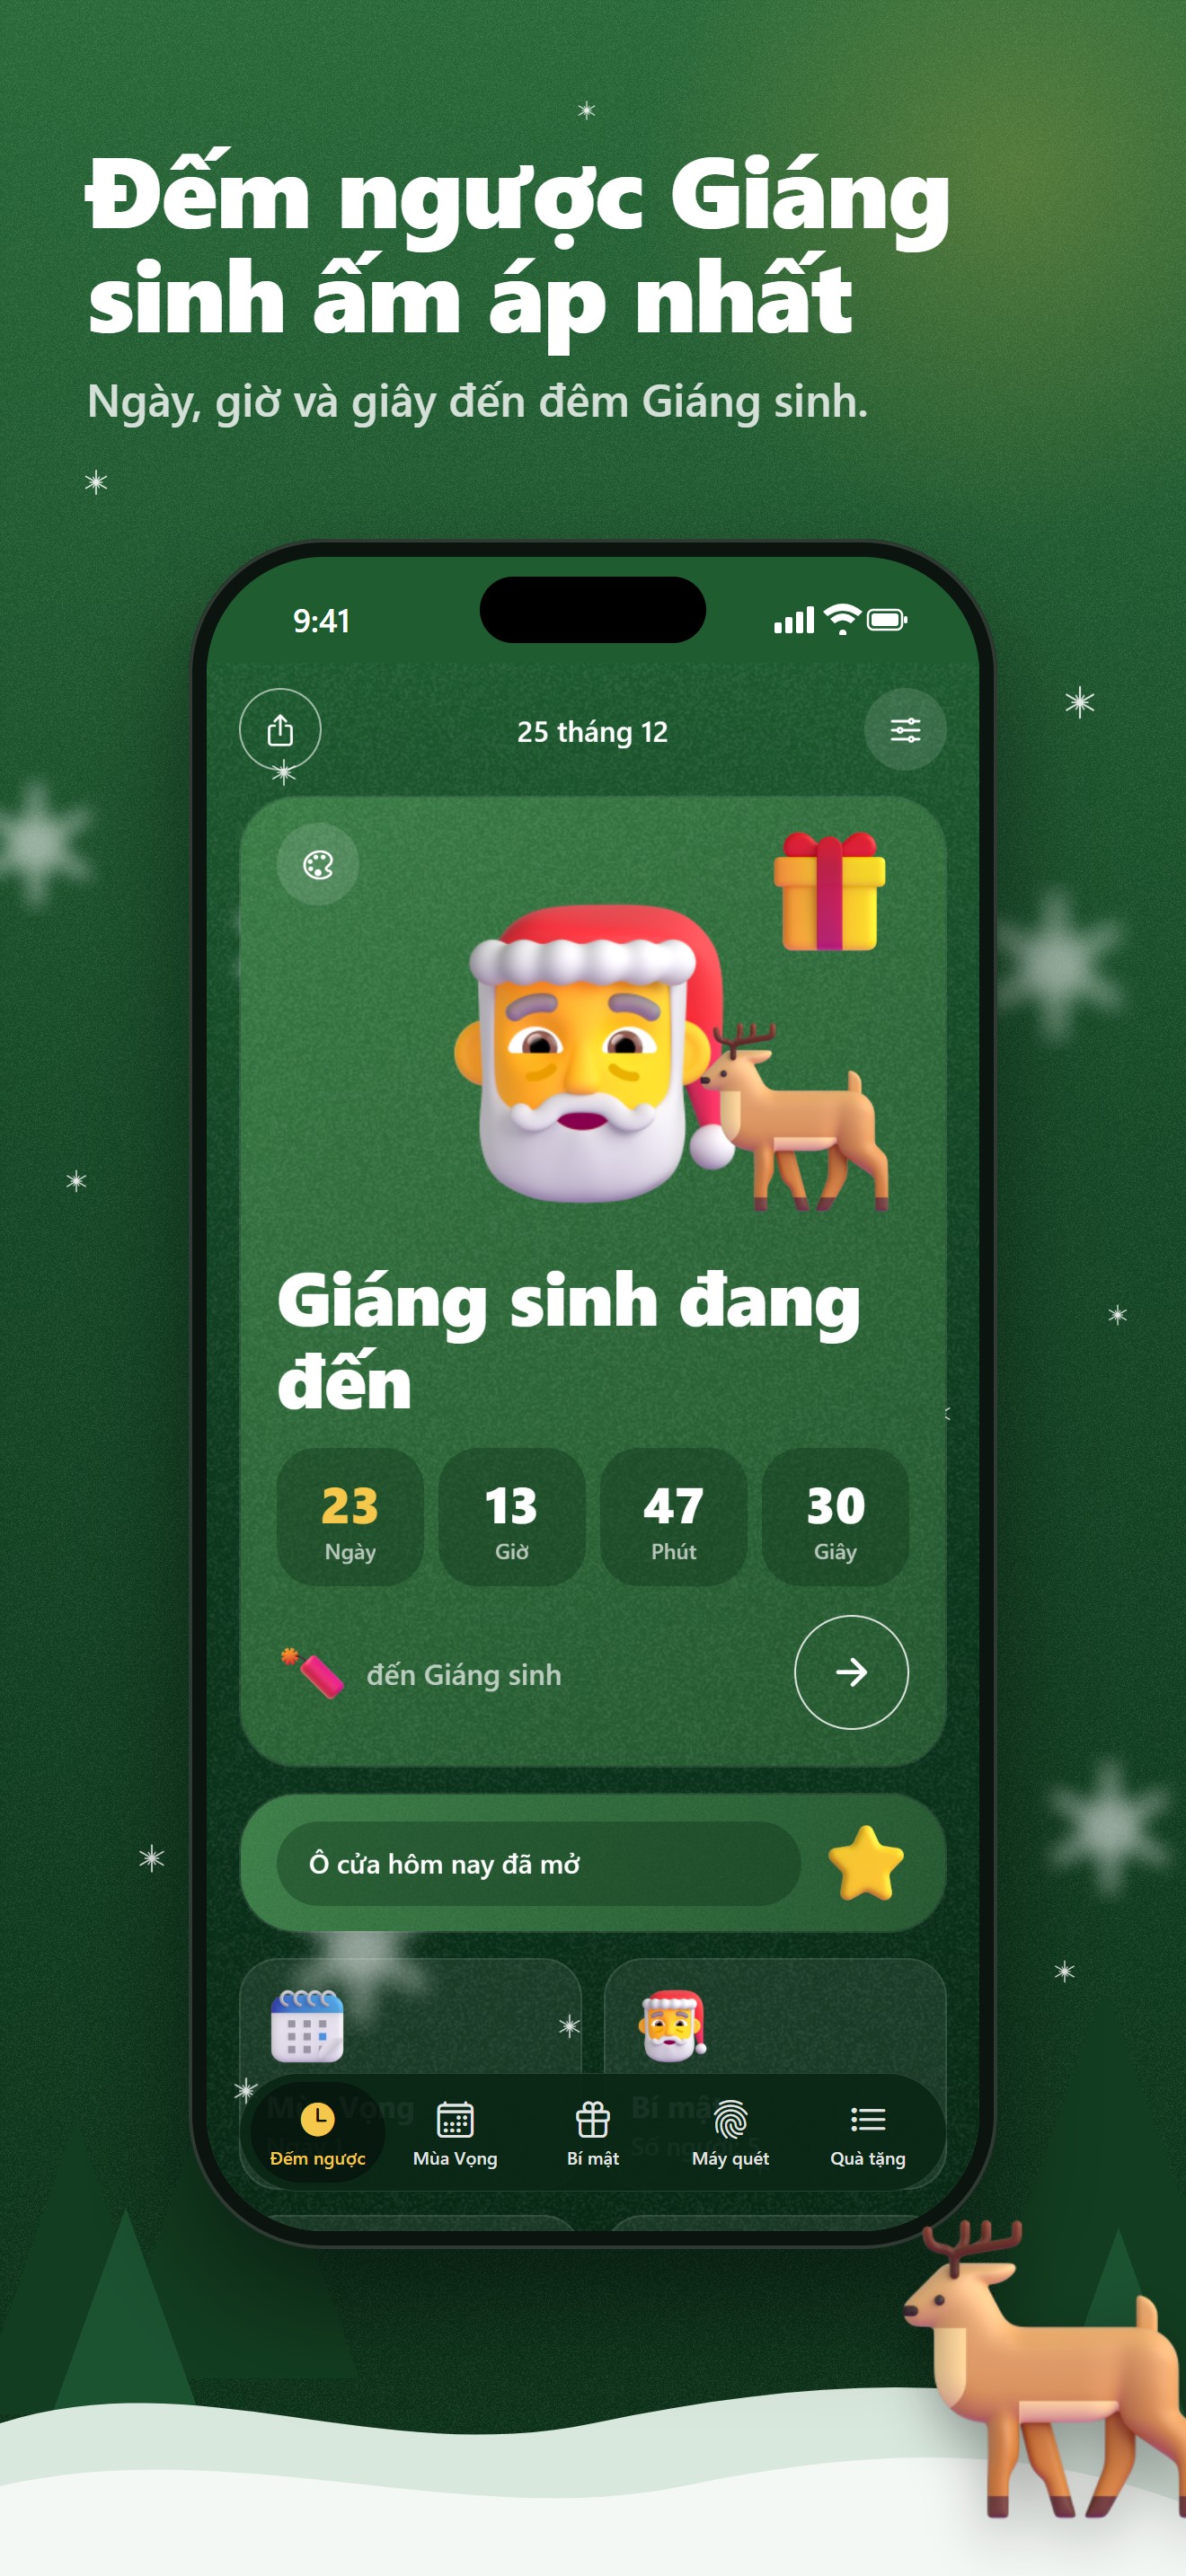 Đếm ngược Giáng
sinh ấm áp nhất
Ngày, giờ và giây đến đêm Giáng sinh.
9:41
25 tháng 12
Giáng sinh đang
đến
23 13 47 30
Ngày Giờ Phút Giây
đến Giáng sinh
Ô cửa hôm nay đã mở
Đếm ngược Mùa Vọng Bí mật Máy quét Quà tặng